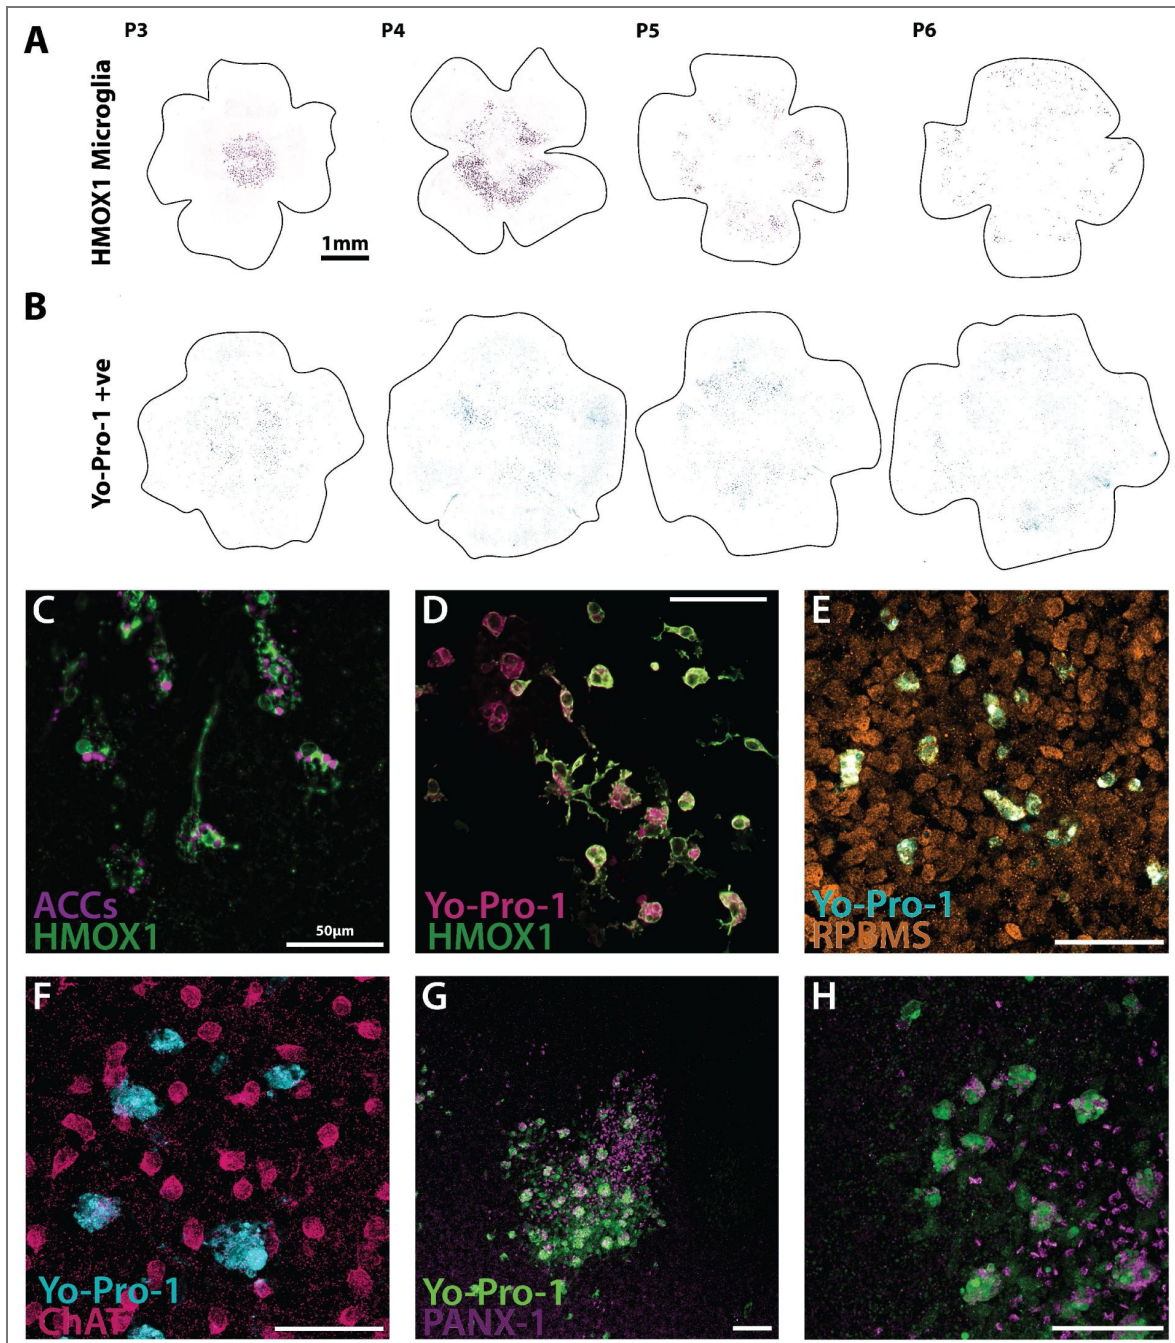 A
P3 P4 P5 P6
HMOX1 Microglia
1mm
B
Yo-Pro-1 +ve
C
ACCs
HMOX1
50μm
D
Yo-Pro-1
HMOX1
E
Yo-Pro-1
RPBMS
F
Yo-Pro-1
ChAT
G
Yo-Pro-1
PANX-1
H